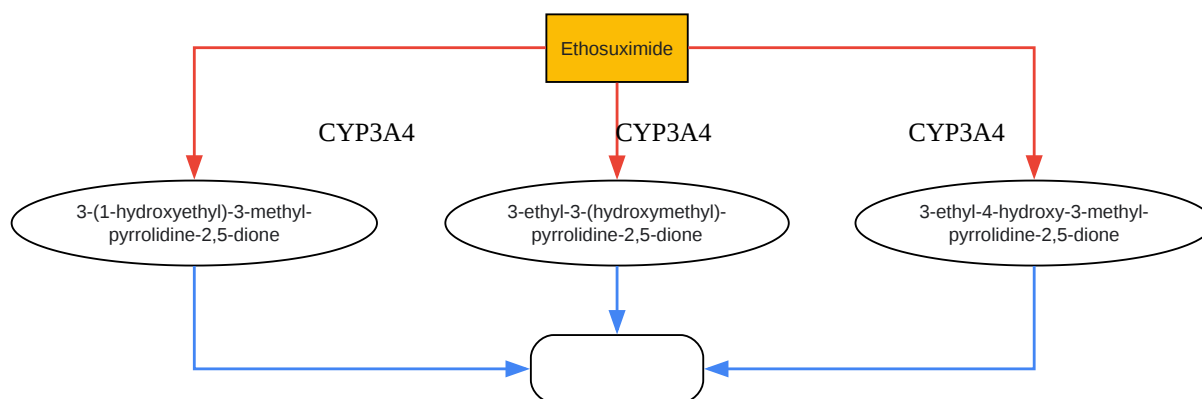 Ethosuximide
CYP3A4
CYP3A4
CYP3A4
3-(1-hydroxyethyl)-3-methyl-
pyrrolidine-2,5-dione
3-ethyl-3-(hydroxymethyl)-
pyrrolidine-2,5-dione
3-ethyl-4-hydroxy-3-methyl-
pyrrolidine-2,5-dione